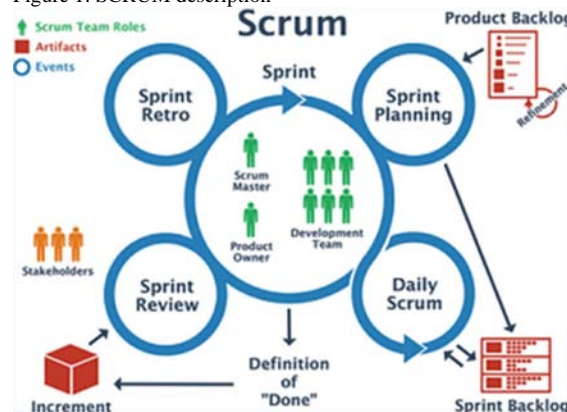 Figure 1. SCRUM description
Scrum
Scrum Team Roles
Artifacts
Events
Product Backlog
Refinement
Sprint
Sprint
Retro
Sprint
Planning
Scrum
Master
Product
Owner
Development
Team
Stakeholders
Sprint
Review
Daily
Scrum
Increment
Definition
of
"Done"
Sprint Backlog